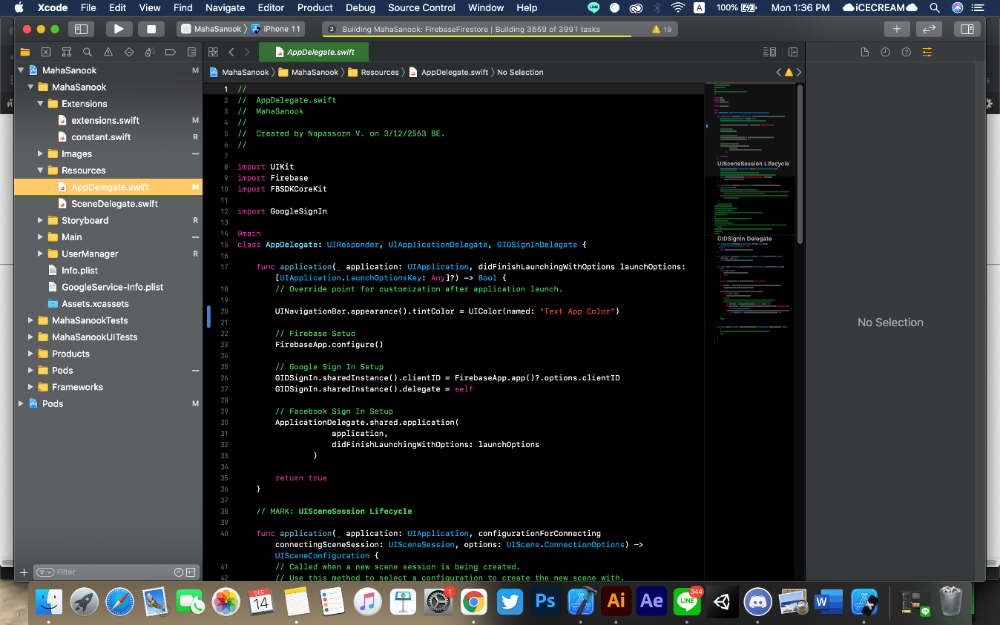 Xcode File Edit View Find Navigate Editor Product Debug Source Control Window Help LINE A 100% Mon 1:36 PM ☁iCECREAM☁
MahaSanook 〉 iPhone 11
2 Building MahaSanook: FirebaseFirestore | Building 3659 of 3991 tasks 19
AppDelegate.swift
MahaSanook 〉 MahaSanook 〉 Resources 〉 AppDelegate.swift 〉 No Selection
MahaSanook M
MahaSanook
Extensions
extensions.swift M
constant.swift R
Images
Resources
AppDelegate.swift M
SceneDelegate.swift
Storyboard R
Main
UserManager R
Info.plist
GoogleService-Info.plist
Assets.xcassets
MahaSanookTests
MahaSanookUITests
Products
Pods
Frameworks
Pods M
Filter
1 //
2 //  AppDelegate.swift
3 //  MahaSanook
4 //
5 //  Created by Napassorn V. on 3/12/2563 BE.
6 //
7
8 import UIKit
9 import Firebase
10 import FBSDKCoreKit
11
12 import GoogleSignIn
13
14 @main
15 class AppDelegate: UIResponder, UIApplicationDelegate, GIDSignInDelegate {
16
17 func application(_ application: UIApplication, didFinishLaunchingWithOptions launchOptions:
[UIApplication.LaunchOptionsKey: Any]?) -> Bool {
18 // Override point for customization after application launch.
19
20 UINavigationBar.appearance().tintColor = UIColor(named: "Text App Color")
21
22 // Firebase Setuo
23 FirebaseApp.configure()
24
25 // Google Sign In Setup
26 GIDSignIn.sharedInstance().clientID = FirebaseApp.app()?.options.clientID
27 GIDSignIn.sharedInstance().delegate = self
28
29 // Facebook Sign In Setup
30 ApplicationDelegate.shared.application(
31 application,
32 didFinishLaunchingWithOptions: launchOptions
33 )
34
35 return true
36 }
37
38 // MARK: UISceneSession Lifecycle
39
40 func application(_ application: UIApplication, configurationForConnecting
connectingSceneSession: UISceneSession, options: UIScene.ConnectionOptions) ->
UISceneConfiguration {
41 // Called when a new scene session is being created.
42 // Use this method to select a configuration to create the new scene with.
UISceneSession Lifecycle
GIDSignIn Delegate
No Selection
DEC
14
1
Ps
Ai
Ae
LINE
344
W